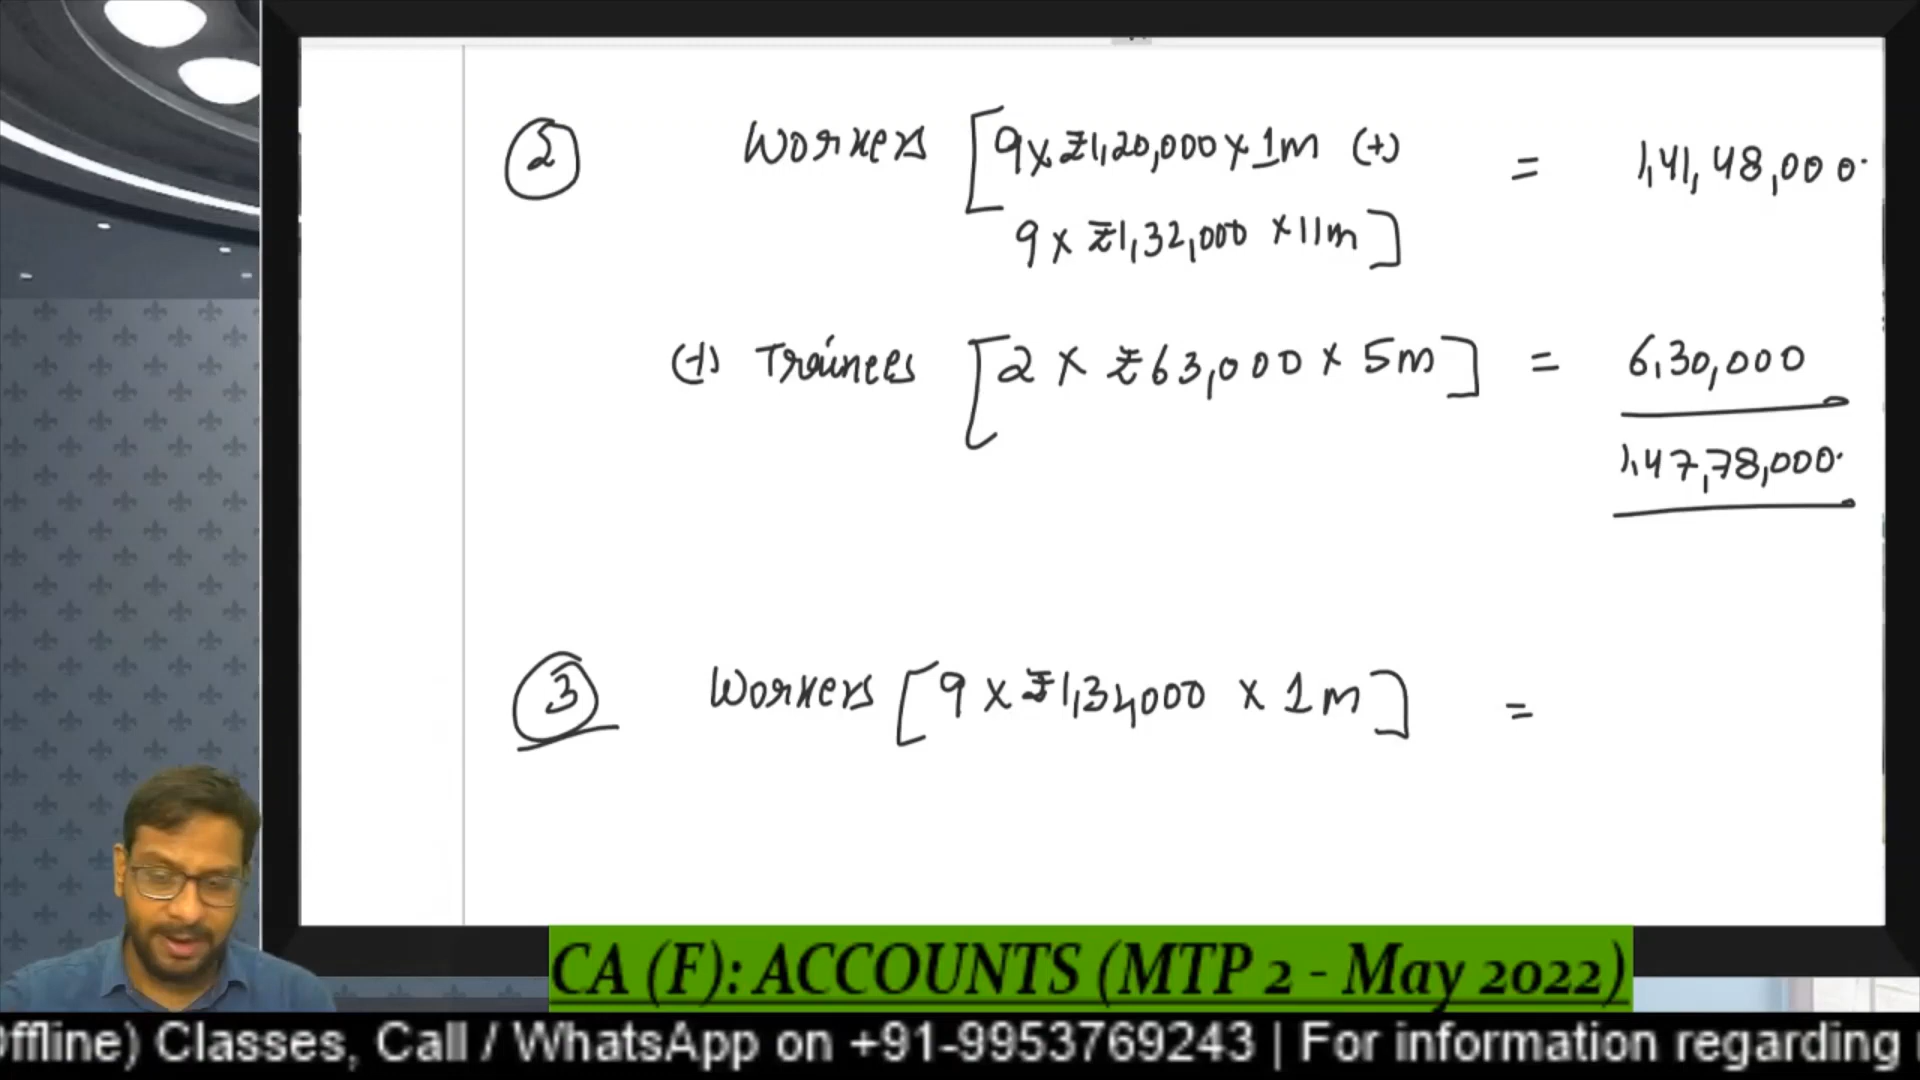 2 Workers [9 x ₹1,20,000 x 1m (+) = 1,41,48,000.
9 x ₹1,32,000 x 11m]
(+) Trainees [2 x ₹63,000 x 5m] = 6,30,000
1,47,78,000.
3 Workers [9 x ₹1,34,000 x 1m] =
CA (F): ACCOUNTS (MTP 2 - May 2022)
Offline) Classes, Call / WhatsApp on +91-9953769243 | For information regarding